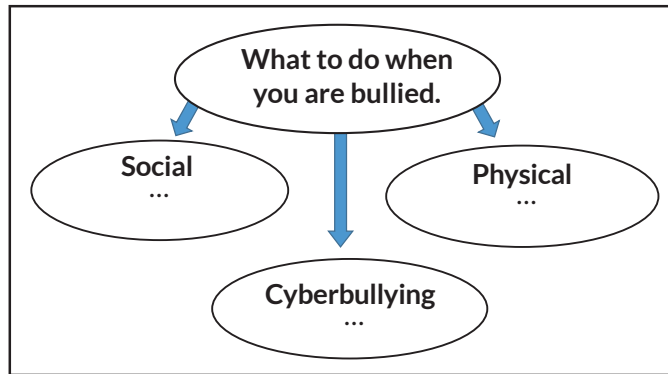 What to do when
you are bullied.
Social
...
Physical
...
Cyberbullying
...